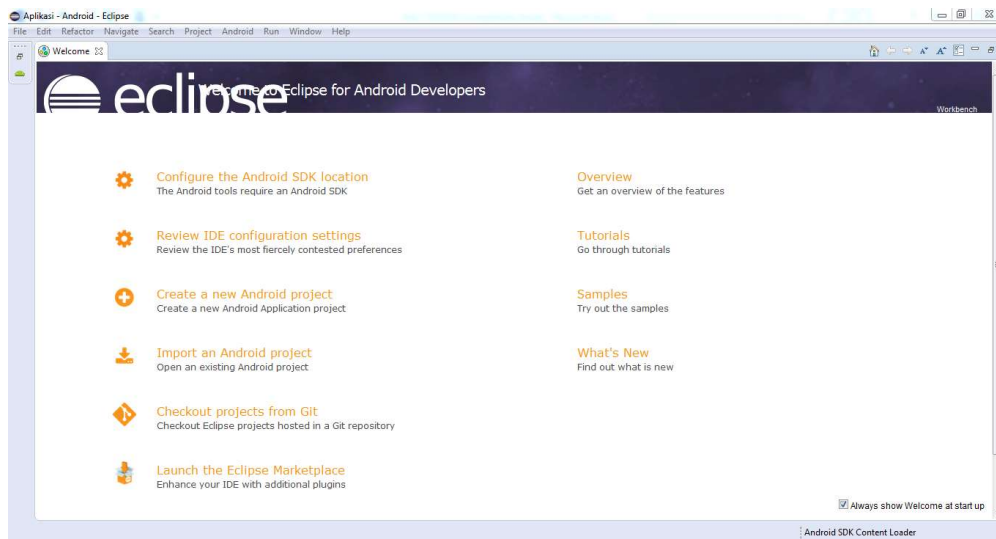 Aplikasi - Android - Eclipse
File Edit Refactor Navigate Search Project Android Run Window Help
Welcome
eclipse
Welcome to Eclipse for Android Developers
Workbench
Configure the Android SDK location
The Android tools require an Android SDK
Review IDE configuration settings
Review the IDE's most fiercely contested preferences
Create a new Android project
Create a new Android Application project
Import an Android project
Open an existing Android project
Checkout projects from Git
Checkout Eclipse projects hosted in a Git repository
Launch the Eclipse Marketplace
Enhance your IDE with additional plugins
Overview
Get an overview of the features
Tutorials
Go through tutorials
Samples
Try out the samples
What's New
Find out what is new
Always show Welcome at start up
Android SDK Content Loader